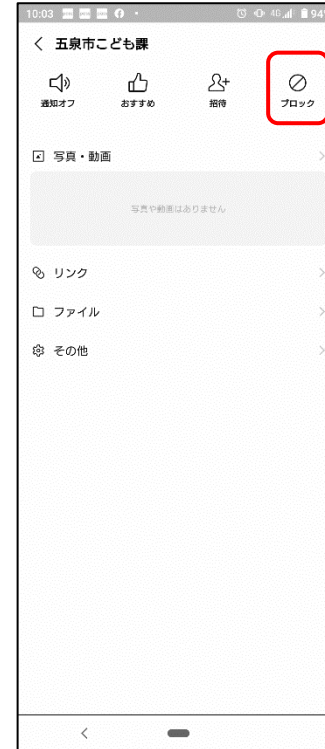 10:03 4G 94%
五泉市こども課
通知オフ おすすめ 招待 ブロック
写真・動画
写真や動画はありません
リンク
ファイル
その他